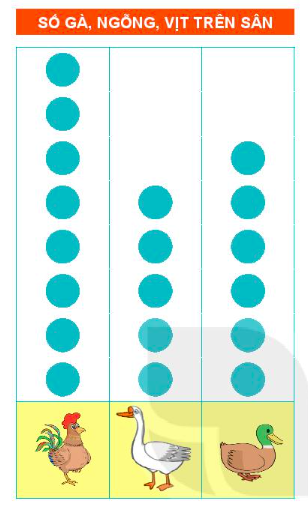 SỐ GÀ, NGỖNG, VỊT TRÊN SÂN